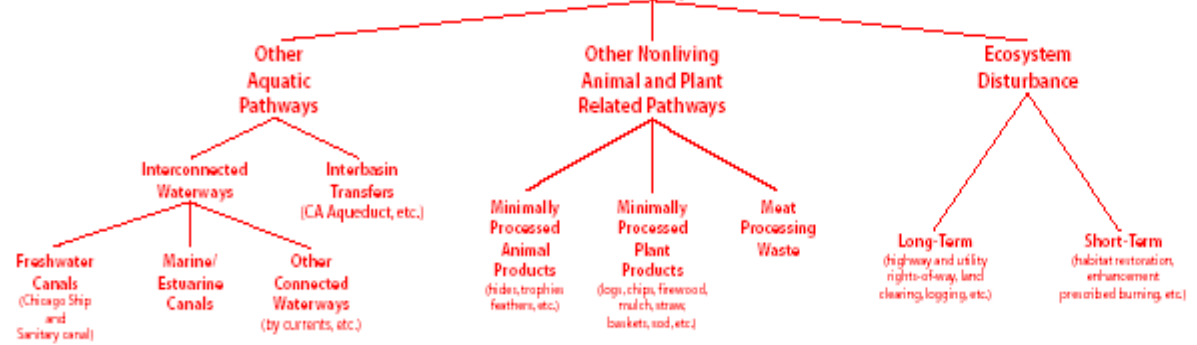 Other
Aquatic
Pathways
Other Nonliving
Animal and Plant
Related Pathways
Ecosystem
Disturbance
Interconnected
Waterways
Interbasin
Transfers
(CA Aqueduct, etc.)
Minimally
Processed
Animal
Products
(hides, trophies
feathers, etc.)
Minimally
Processed
Plant
Products
(logs, chips, firewood,
mulch, straw,
baskets, sod, etc.)
Meat
Processing
Waste
Long-Term
(highway and utility
rights-of-way, land
clearing, logging, etc.)
Short-Term
(habitat restoration,
enhancement
prescribed burning, etc.)
Freshwater
Canals
(Chicago Ship
and
Sanitary canal)
Marine/
Estuarine
Canals
Other
Connected
Waterways
(by currents, etc.)